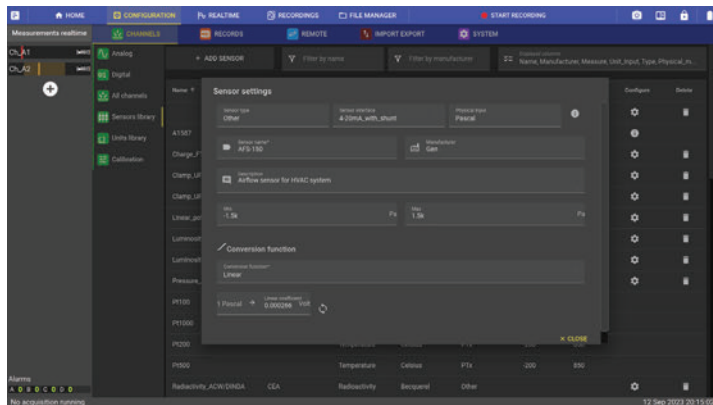 HOME CONFIGURATION REALTIME RECORDINGS FILE MANAGER START RECORDING
Measurements realtime CHANNELS RECORDS REMOTE IMPORT EXPORT SYSTEM
Ch_A1
Ch_A2
Analog
Digital
All channels
Sensors library
Units library
Calibration
+ ADD SENSOR Filter by name Filter by manufacturer Displayed columns
Name, Manufacturer, Measure, Unit_Input, Type, Physical_m...
Name Configure Delete
Sensor settings
Sensor type Sensor interface Physical input
Other 4-20mA_with_shunt Pascal
A1587
Sensor name* Manufacturer
AFS-150 Gen
Description
Airflow sensor for HVAC system
Min Max
-1.5k Pa 1.5k Pa
Conversion function
Conversion function*
Linear
1 Pascal → Linear coefficient 0.000266 Volt
× CLOSE
Pt100
Pt1000
Pt200
Pt500 Temperature Celsius PTx -200 850
Radioactivity_ACW/DINDA CEA Radioactivity Becquerel Other
Alarms
A 0 B 0 C 0 D 0
No acquisition running 12 Sep 2023 20:15:02